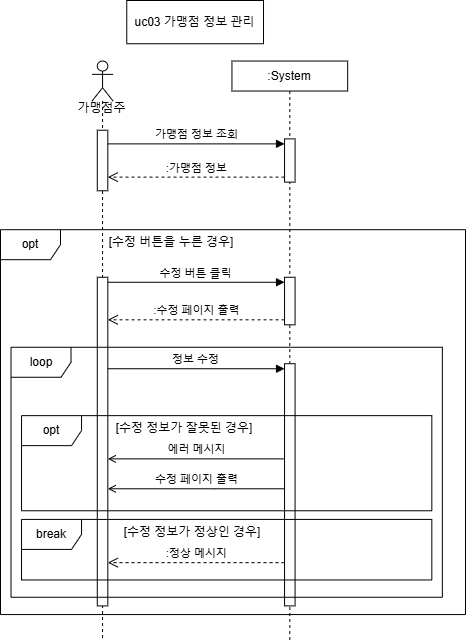 uc03 가맹점 정보 관리
:System
가맹점주
가맹점 정보 조회
:가맹점 정보
opt
[수정 버튼을 누른 경우]
수정 버튼 클릭
:수정 페이지 출력
loop
정보 수정
opt
[수정 정보가 잘못된 경우]
에러 메시지
수정 페이지 출력
break
[수정 정보가 정상인 경우]
:정상 메시지